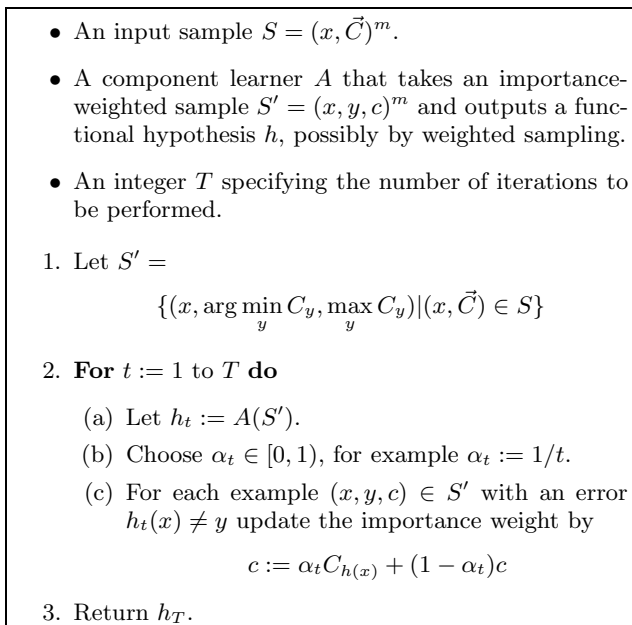 • An input sample S = (x, C⃗)^m.
• A component learner A that takes an importance-
weighted sample S′ = (x, y, c)^m and outputs a func-
tional hypothesis h, possibly by weighted sampling.
• An integer T specifying the number of iterations to
be performed.
1. Let S′ =
{(x, arg min_y C_y, max_y C_y)|(x, C⃗) ∈ S}
2. For t := 1 to T do
(a) Let h_t := A(S′).
(b) Choose α_t ∈ [0, 1), for example α_t := 1/t.
(c) For each example (x, y, c) ∈ S′ with an error
h_t(x) ≠ y update the importance weight by
c := α_t C_{h(x)} + (1 − α_t)c
3. Return h_T.